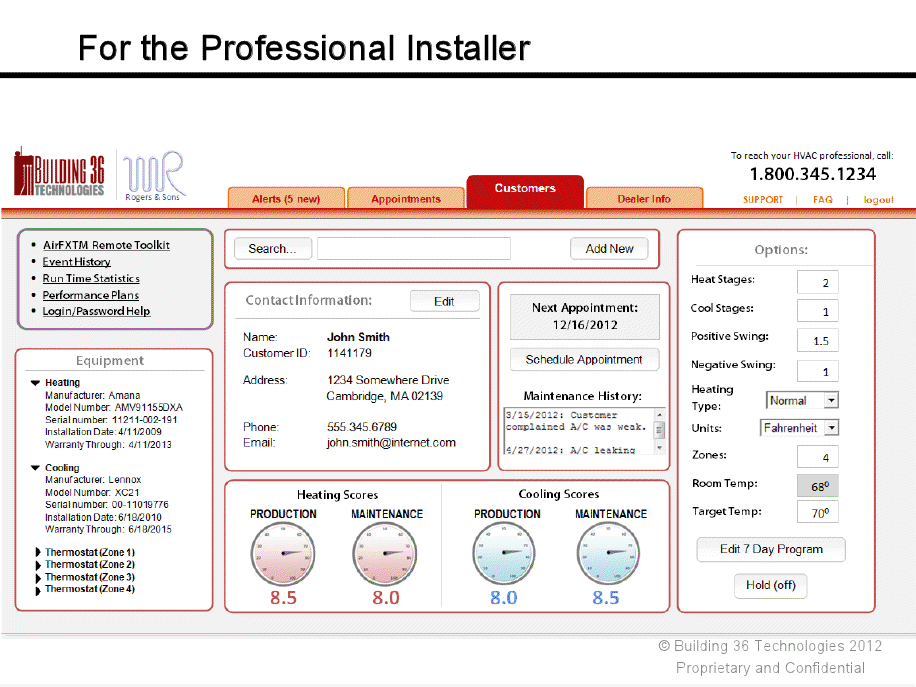 For the Professional Installer
BUILDING 36
TECHNOLOGIES
Rogers & Sons
To reach your HVAC professional, call:
1.800.345.1234
SUPPORT | FAQ | logout
Alerts (5 new)
Appointments
Customers
Dealer Info
AirFXTM Remote Toolkit
Event History
Run Time Statistics
Performance Plans
Login/Password Help
Equipment
Heating
Manufacturer: Amana
Model Number: AMV91155DXA
Serial number: 11211-002-191
Installation Date: 4/11/2009
Warranty Through: 4/11/2013
Cooling
Manufacturer: Lennox
Model Number: XC21
Serial number: 00-11019776
Installation Date: 6/18/2010
Warranty Through: 6/18/2015
Thermostat (Zone 1)
Thermostat (Zone 2)
Thermostat (Zone 3)
Thermostat (Zone 4)
Search...
Add New
Contact Information:
Edit
Name: John Smith
Customer ID: 1141179
Address: 1234 Somewhere Drive
Cambridge, MA 02139
Phone: 555.345.6789
Email: john.smith@internet.com
Next Appointment:
12/16/2012
Schedule Appointment
Maintenance History:
3/15/2012: Customer
complained A/C was weak.
4/27/2012: A/C leaking
Heating Scores
PRODUCTION MAINTENANCE
8.5 8.0
Cooling Scores
PRODUCTION MAINTENANCE
8.0 8.5
Options:
Heat Stages: 2
Cool Stages: 1
Positive Swing: 1.5
Negative Swing: 1
Heating
Type: Normal
Units: Fahrenheit
Zones: 4
Room Temp: 68º
Target Temp: 70º
Edit 7 Day Program
Hold (off)
© Building 36 Technologies 2012
Proprietary and Confidential